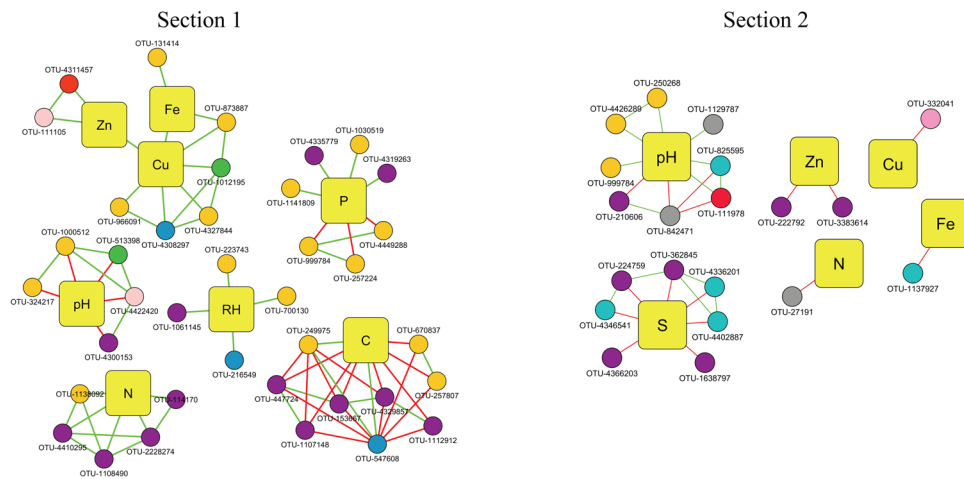 Section 1
Section 2
OTU-131414
OTU-4311457
Fe
OTU-873887
OTU-111105
Zn
Cu
OTU-1012195
OTU-966091
OTU-4327844
OTU-4308297
OTU-1030519
OTU-4335779
OTU-4319263
OTU-1141809
P
OTU-4449288
OTU-999784
OTU-257224
OTU-1000512
OTU-513398
OTU-324217
pH
OTU-4422420
OTU-4300153
OTU-223743
RH
OTU-700130
OTU-1061145
OTU-216549
OTU-249975
C
OTU-670837
OTU-447724
OTU-153667
OTU-4329857
OTU-257807
OTU-1107148
OTU-1112912
OTU-547608
OTU-1138092
N
OTU-114170
OTU-4410295
OTU-2228274
OTU-1108490
OTU-250268
OTU-4426289
OTU-1129787
pH
OTU-825595
OTU-999784
OTU-210606
OTU-111978
OTU-842471
Zn
OTU-222792
OTU-3383614
OTU-332041
Cu
Fe
OTU-1137927
N
OTU-27191
OTU-362845
OTU-224759
OTU-4336201
OTU-4346541
S
OTU-4402887
OTU-4366203
OTU-1638797